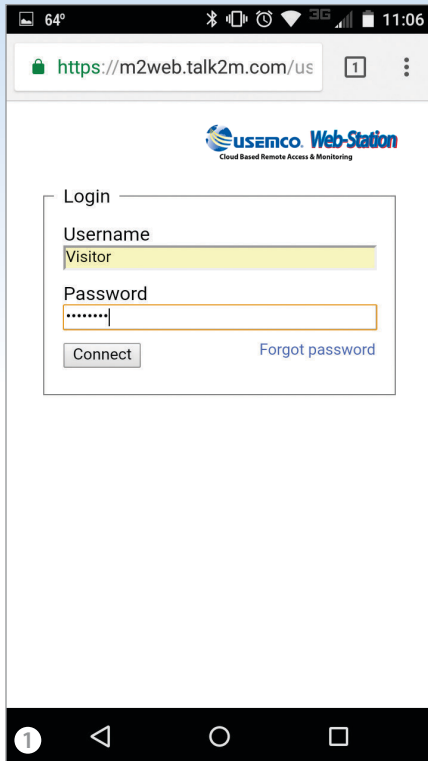 64° 3G 11:06
https://m2web.talk2m.com/us 1
USEMCO. Web-Station
Cloud Based Remote Access & Monitoring
Login
Username
Visitor
Password
••••••••
Connect Forgot password
1